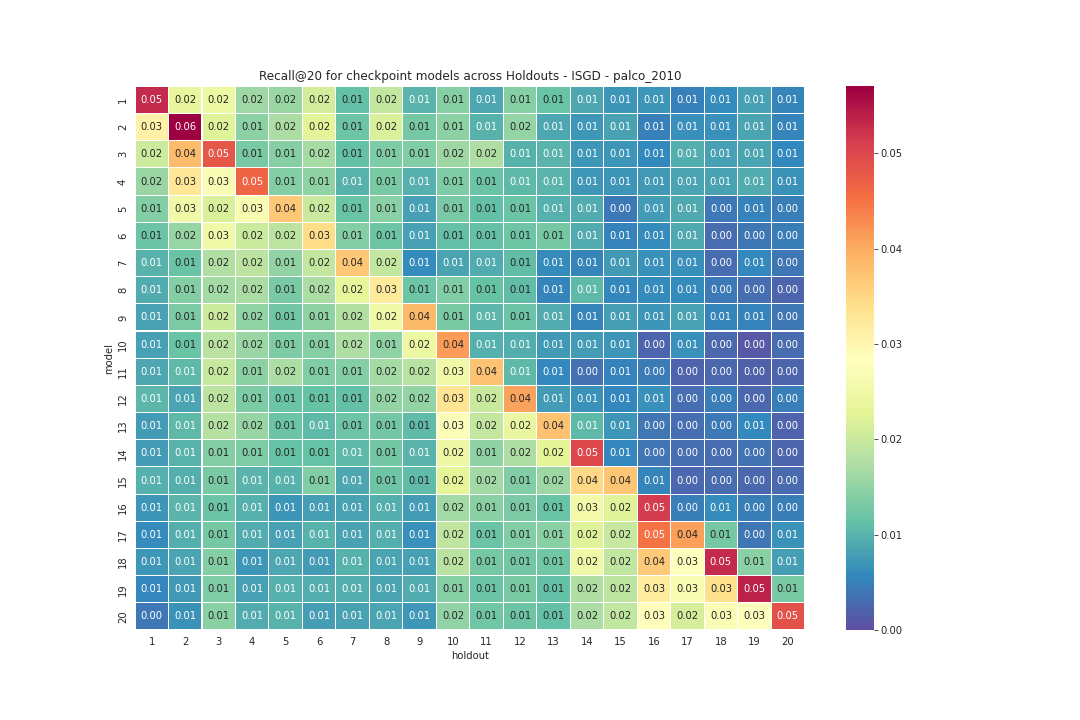 Recall@20 for checkpoint models across Holdouts - ISGD - palco_2010
1 0.05 0.02 0.02 0.02 0.02 0.02 0.01 0.02 0.01 0.01 0.01 0.01 0.01 0.01 0.01 0.01 0.01 0.01 0.01 0.01
2 0.03 0.06 0.02 0.01 0.02 0.02 0.01 0.02 0.01 0.01 0.01 0.02 0.01 0.01 0.01 0.01 0.01 0.01 0.01 0.01
3 0.02 0.04 0.05 0.01 0.01 0.02 0.01 0.01 0.01 0.02 0.02 0.01 0.01 0.01 0.01 0.01 0.01 0.01 0.01 0.01
4 0.02 0.03 0.03 0.05 0.01 0.01 0.01 0.01 0.01 0.01 0.01 0.01 0.01 0.01 0.01 0.01 0.01 0.01 0.01 0.01
5 0.01 0.03 0.02 0.03 0.04 0.02 0.01 0.01 0.01 0.01 0.01 0.01 0.01 0.01 0.00 0.01 0.01 0.00 0.01 0.00
6 0.01 0.02 0.03 0.02 0.02 0.03 0.01 0.01 0.01 0.01 0.01 0.01 0.01 0.01 0.01 0.01 0.01 0.00 0.00 0.00
7 0.01 0.01 0.02 0.02 0.01 0.02 0.04 0.02 0.01 0.01 0.01 0.01 0.01 0.01 0.01 0.01 0.01 0.00 0.01 0.00
8 0.01 0.01 0.02 0.02 0.01 0.02 0.02 0.03 0.01 0.01 0.01 0.01 0.01 0.01 0.01 0.01 0.01 0.00 0.00 0.00
9 0.01 0.01 0.02 0.02 0.01 0.01 0.02 0.02 0.04 0.01 0.01 0.01 0.01 0.01 0.01 0.01 0.01 0.01 0.01 0.00
10 0.01 0.01 0.02 0.02 0.01 0.01 0.02 0.01 0.02 0.04 0.01 0.01 0.01 0.01 0.01 0.00 0.01 0.00 0.00 0.00
11 0.01 0.01 0.02 0.01 0.02 0.01 0.01 0.02 0.02 0.03 0.04 0.01 0.01 0.00 0.01 0.00 0.00 0.00 0.00 0.00
12 0.01 0.01 0.02 0.01 0.01 0.01 0.01 0.02 0.02 0.03 0.02 0.04 0.01 0.01 0.01 0.01 0.00 0.00 0.00 0.00
13 0.01 0.01 0.02 0.02 0.01 0.01 0.01 0.01 0.01 0.03 0.02 0.02 0.04 0.01 0.01 0.00 0.00 0.00 0.01 0.00
14 0.01 0.01 0.01 0.01 0.01 0.01 0.01 0.01 0.01 0.02 0.01 0.02 0.02 0.05 0.01 0.00 0.00 0.00 0.00 0.00
15 0.01 0.01 0.01 0.01 0.01 0.01 0.01 0.01 0.01 0.02 0.02 0.01 0.02 0.04 0.04 0.01 0.00 0.00 0.00 0.00
16 0.01 0.01 0.01 0.01 0.01 0.01 0.01 0.01 0.01 0.02 0.01 0.01 0.01 0.03 0.02 0.05 0.00 0.01 0.00 0.00
17 0.01 0.01 0.01 0.01 0.01 0.01 0.01 0.01 0.01 0.02 0.01 0.01 0.01 0.02 0.02 0.05 0.04 0.01 0.00 0.01
18 0.01 0.01 0.01 0.01 0.01 0.01 0.01 0.01 0.01 0.02 0.01 0.01 0.01 0.02 0.02 0.04 0.03 0.05 0.01 0.01
19 0.01 0.01 0.01 0.01 0.01 0.01 0.01 0.01 0.01 0.01 0.01 0.01 0.01 0.02 0.02 0.03 0.03 0.03 0.05 0.01
20 0.00 0.01 0.01 0.01 0.01 0.01 0.01 0.01 0.01 0.02 0.01 0.01 0.01 0.02 0.02 0.03 0.02 0.03 0.03 0.05
1 2 3 4 5 6 7 8 9 10 11 12 13 14 15 16 17 18 19 20
holdout
model
0.05
0.04
0.03
0.02
0.01
0.00